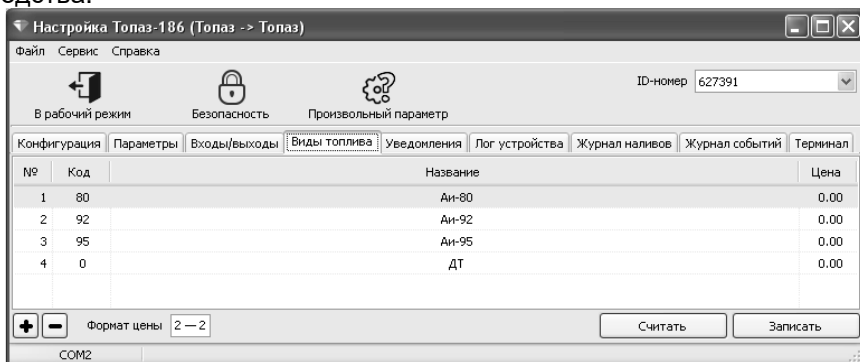 Настройка Топаз-186 (Топаз -> Топаз)
Файл Сервис Справка
В рабочий режим Безопасность Произвольный параметр ID-номер 627391
Конфигурация Параметры Входы/выходы Виды топлива Уведомления Лог устройства Журнал наливов Журнал событий Терминал
№ Код Название Цена
1 80 Аи-80 0.00
2 92 Аи-92 0.00
3 95 Аи-95 0.00
4 0 ДТ 0.00
Формат цены 2 — 2 Считать Записать
COM2